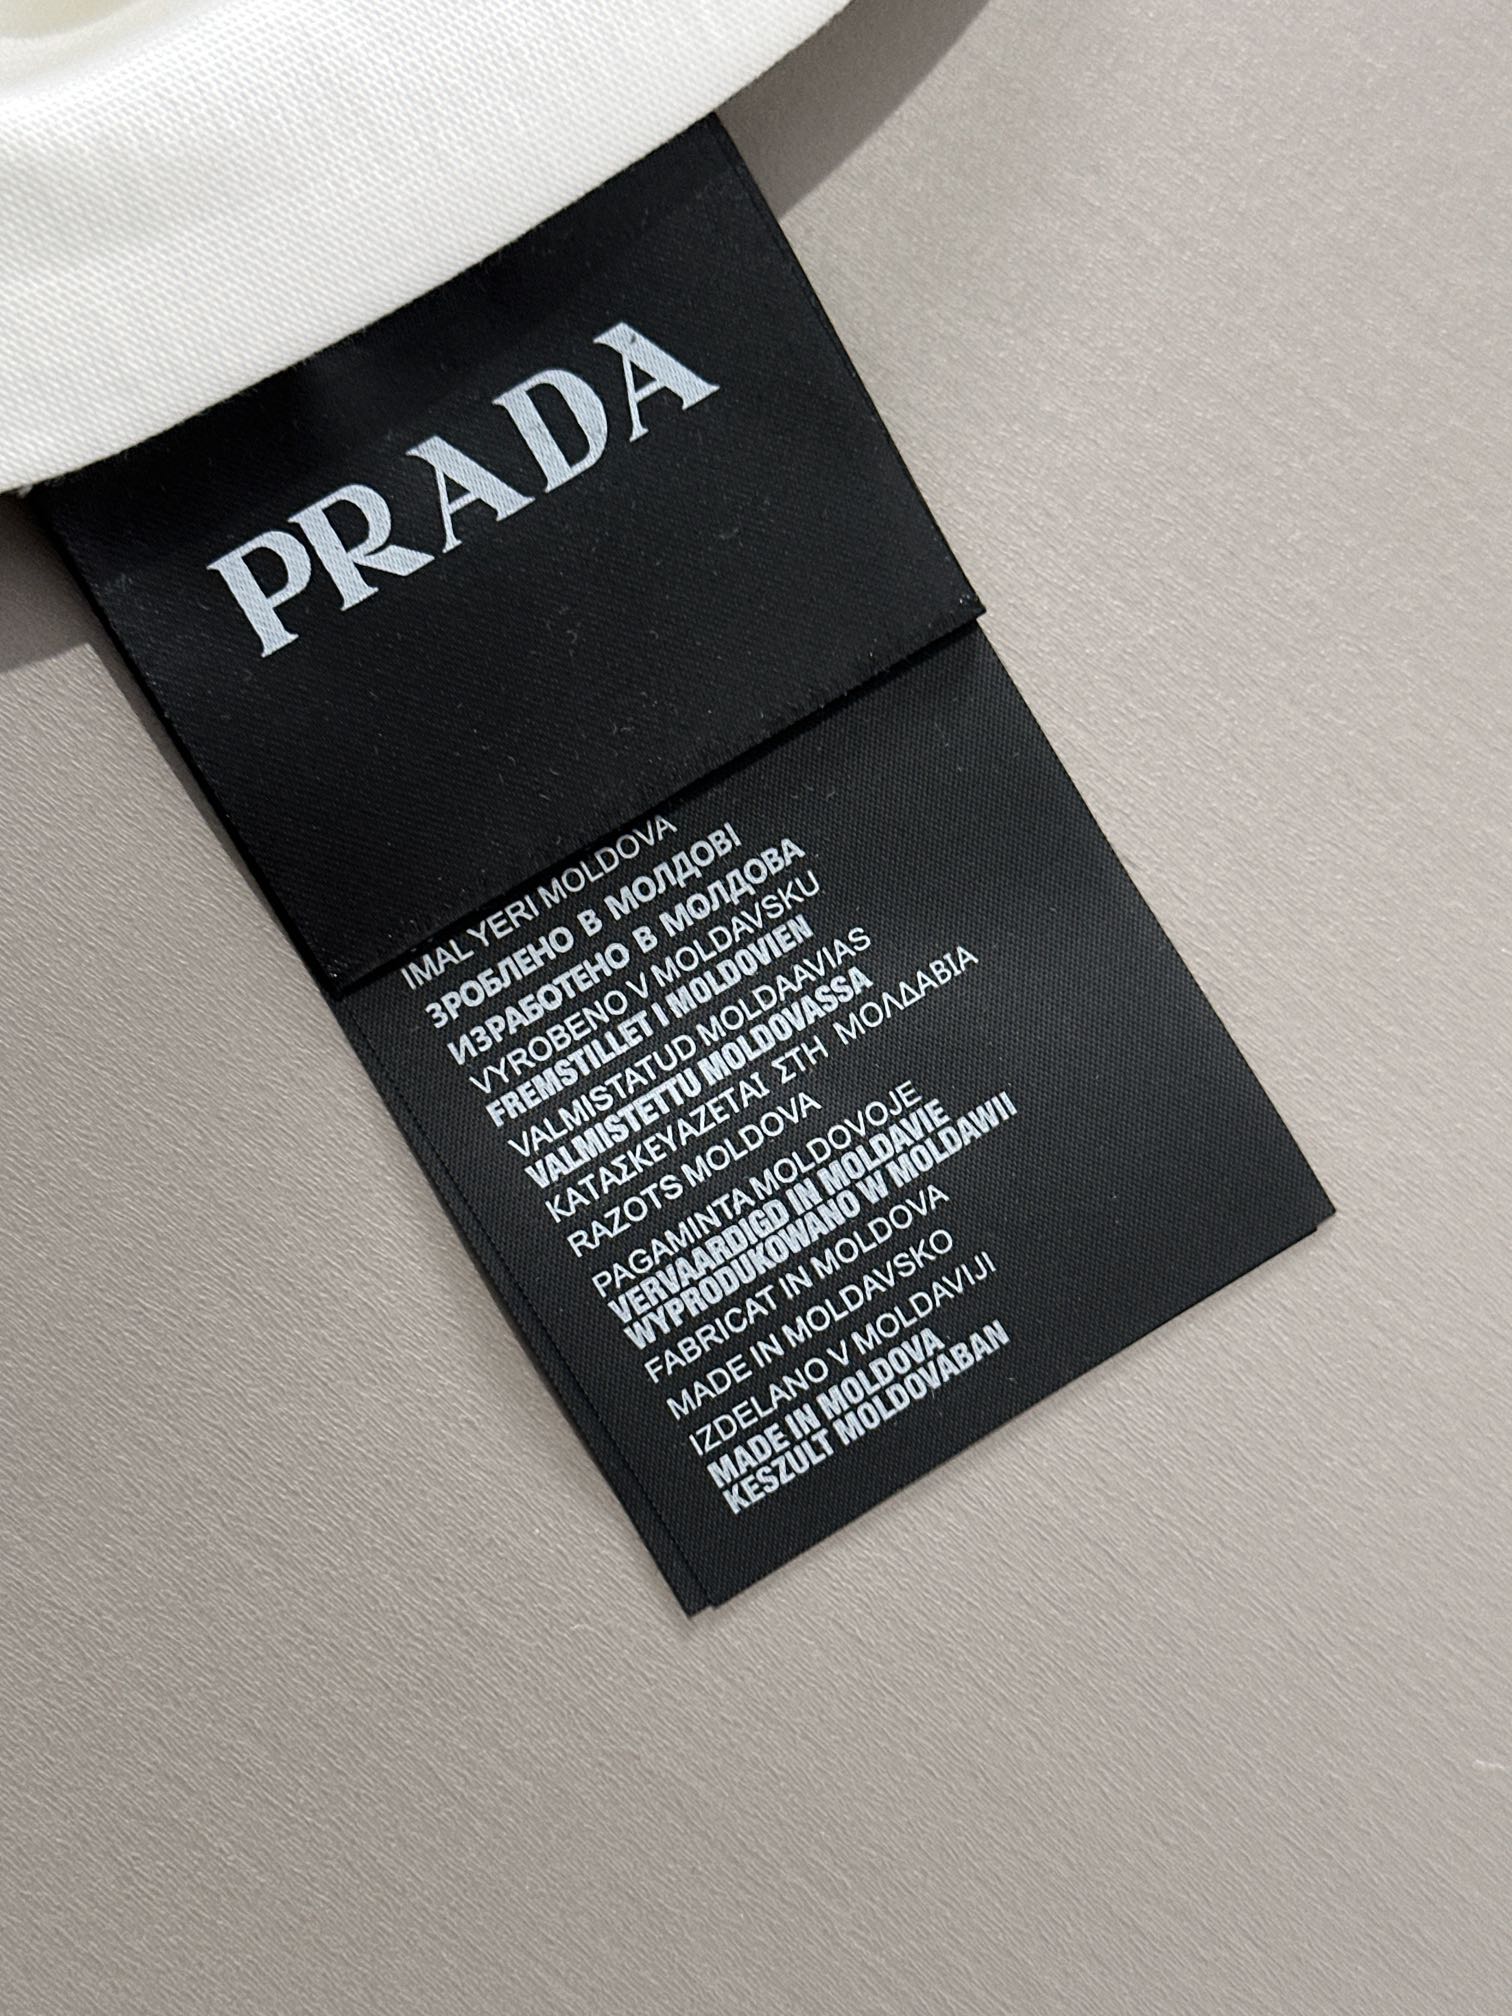 PRADA
IMAL YERI MOLDOVA
ЗРОБЛЕНО В МОЛДОВІ
ИЗРАБОТЕНО В МОЛДОВА
VYROBENO V MOLDAVSKU
FREMSTILLET I MOLDOVIEN
VALMISTATUD MOLDAAVIAS
VALMISTETTU MOLDOVASSA
ΚΑΤΑΣΚΕΥΑΖΕΤΑΙ ΣΤΗ ΜΟΛΔΑΒΙΑ
RAZOTS MOLDOVA
PAGAMINTA MOLDOVOJE
VERVAARDIGD IN MOLDAVIE
WYPRODUKOWANO W MOLDAWII
FABRICAT IN MOLDOVA
MADE IN MOLDAVSKO
IZDELANO V MOLDAVIJI
MADE IN MOLDOVA
KESZULT MOLDOVABAN